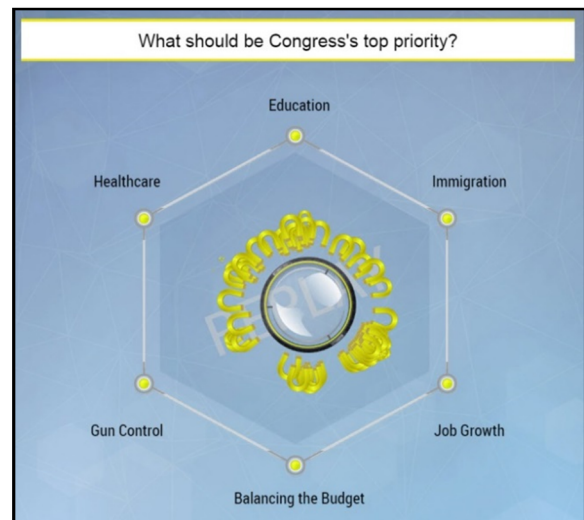 What should be Congress's top priority?
Education
Healthcare
Immigration
Gun Control
Job Growth
Balancing the Budget